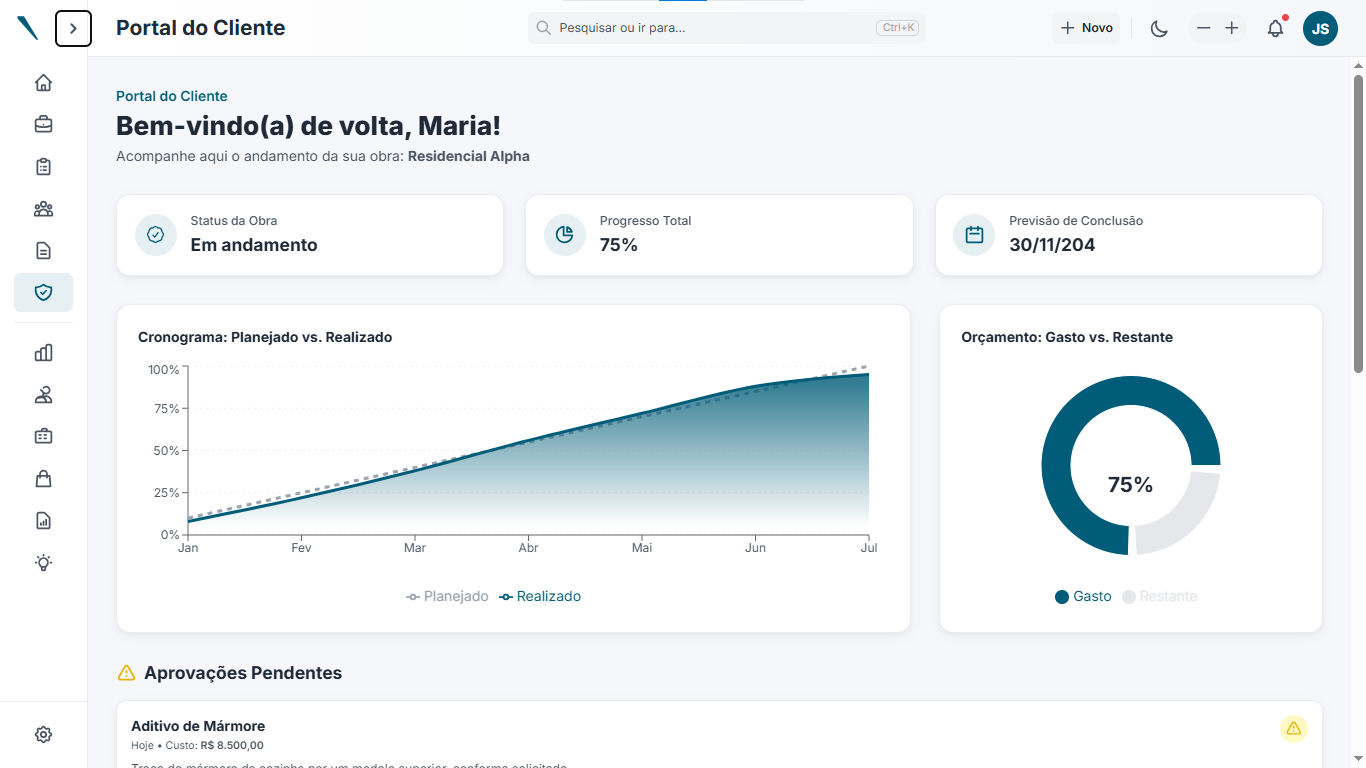 Portal do Cliente
Pesquisar ou ir para...
Ctrl+K
Novo
JS
Portal do Cliente
Bem-vindo(a) de volta, Maria!
Acompanhe aqui o andamento da sua obra: Residencial Alpha
Status da Obra
Em andamento
Progresso Total
75%
Previsão de Conclusão
30/11/204
Cronograma: Planejado vs. Realizado
100%
75%
50%
25%
0%
Jan Fev Mar Abr Mai Jun Jul
Planejado Realizado
Orçamento: Gasto vs. Restante
75%
Gasto Restante
Aprovações Pendentes
Aditivo de Mármore
Hoje • Custo: R$ 8.500,00